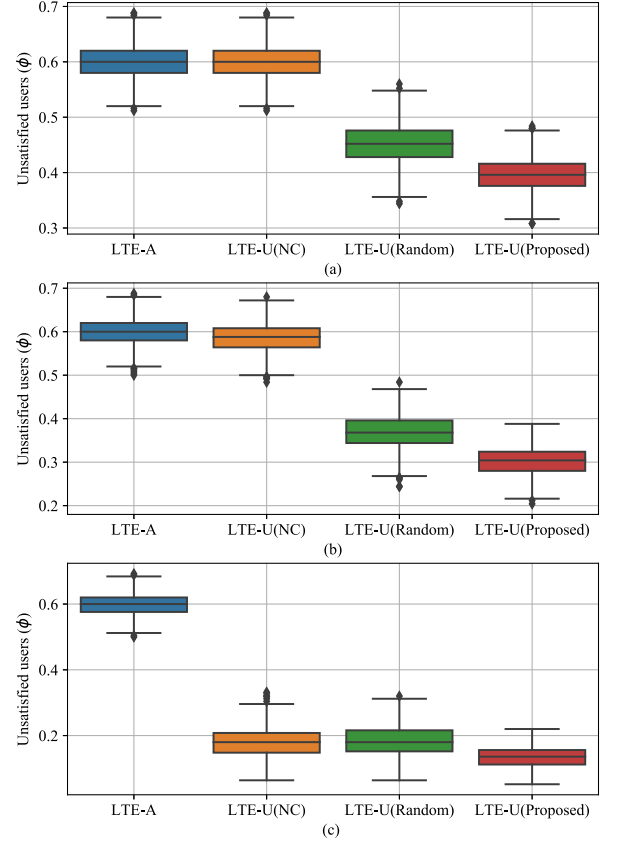 0.7
0.6
0.5
0.4
0.3
Unsatisfied users (ϕ)
LTE-A LTE-U(NC) LTE-U(Random) LTE-U(Proposed)
(a)
0.7
0.6
0.5
0.4
0.3
0.2
Unsatisfied users (ϕ)
LTE-A LTE-U(NC) LTE-U(Random) LTE-U(Proposed)
(b)
0.6
0.4
0.2
Unsatisfied users (ϕ)
LTE-A LTE-U(NC) LTE-U(Random) LTE-U(Proposed)
(c)